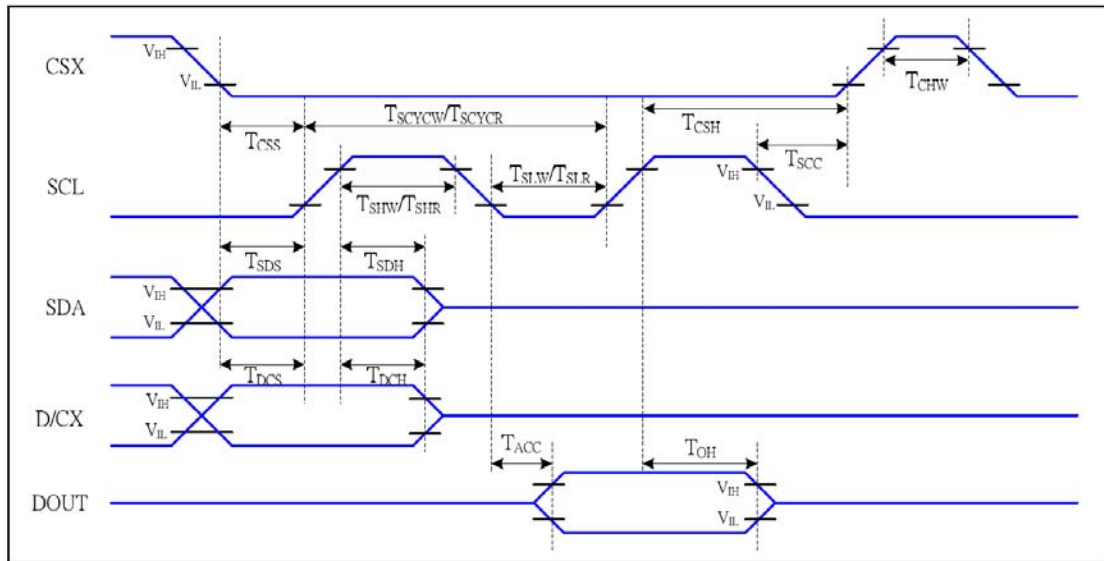 CSX
VIH
VIL
TCHW
TCSS
TSCYCW/TSCYCR
TCSH
TSCC
SCL
TSHW/TSHR
TSLW/TSLR
VIH
VIL
TSDS
TSDH
SDA
VIH
VIL
TDCS
TDCH
D/CX
VIH
VIL
TACC
TOH
DOUT
VIH
VIL